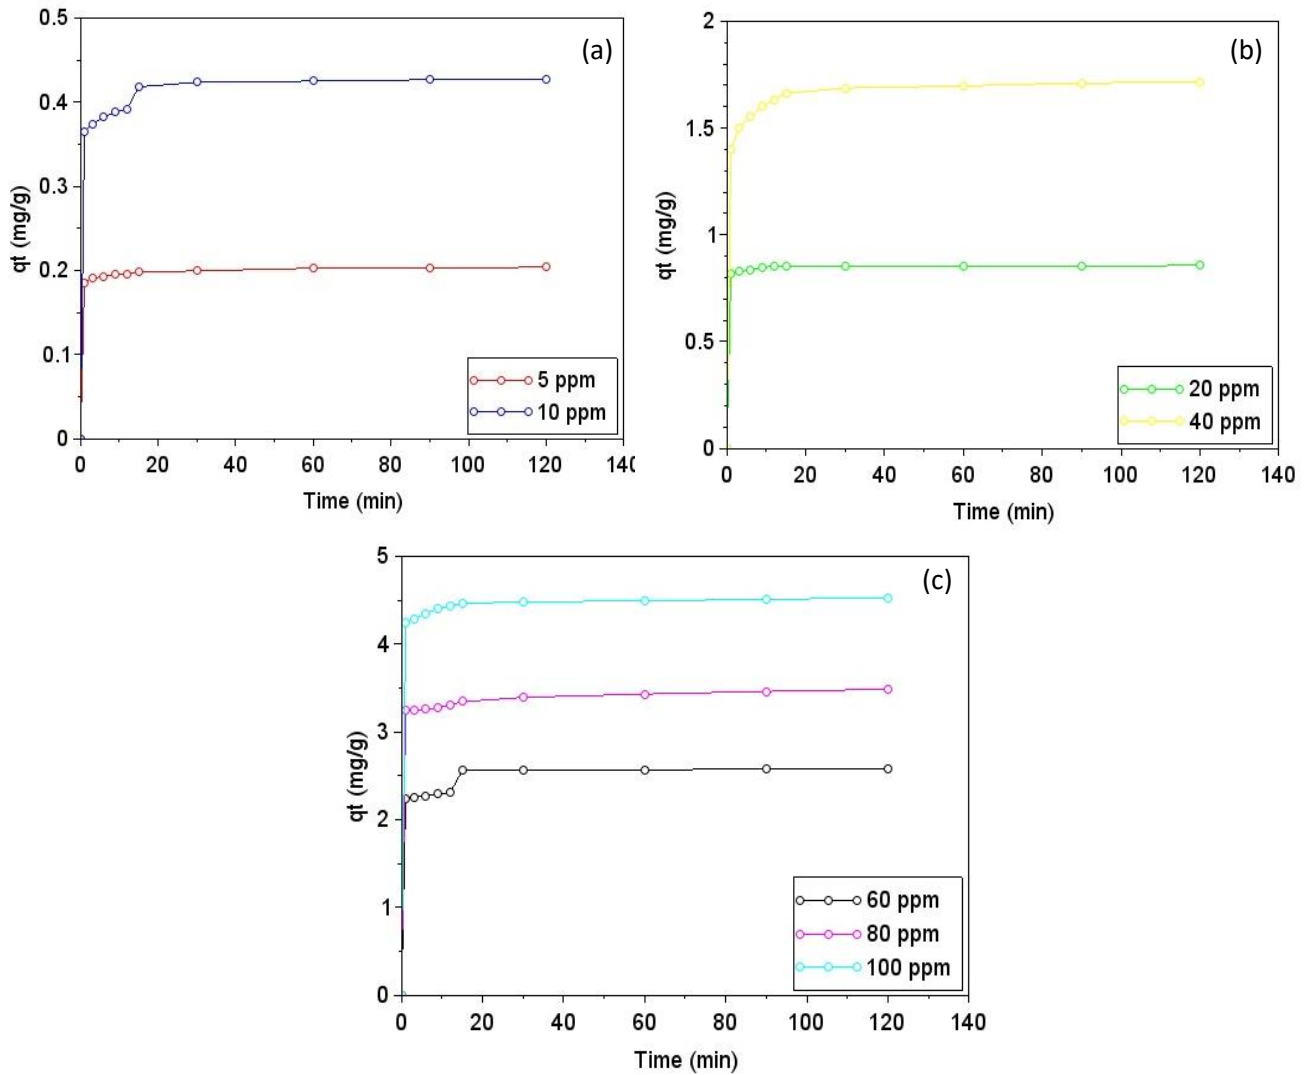 (a)
qt (mg/g)
0.5
0.4
0.3
0.2
0.1
0
0 20 40 60 80 100 120 140
Time (min)
5 ppm
10 ppm
(b)
qt (mg/g)
2
1.5
1
0.5
0
0 20 40 60 80 100 120 140
Time (min)
20 ppm
40 ppm
(c)
qt (mg/g)
5
4
3
2
1
0
0 20 40 60 80 100 120 140
Time (min)
60 ppm
80 ppm
100 ppm